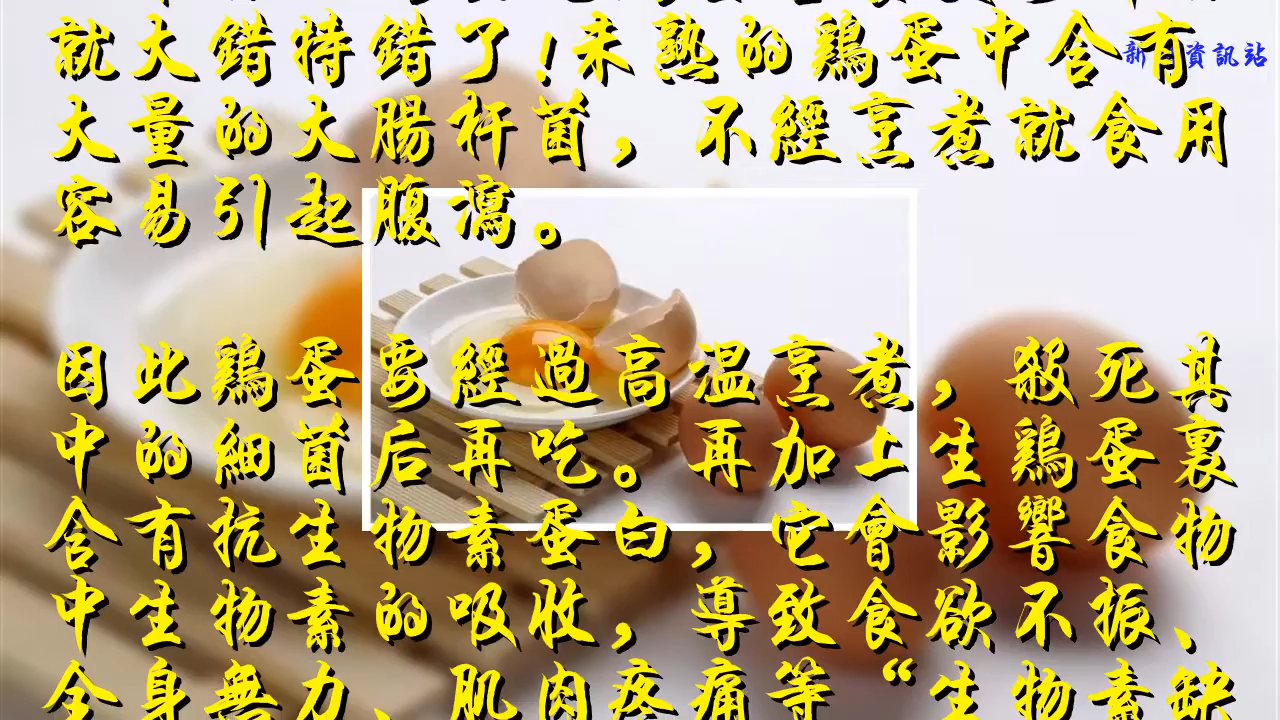 就大錯特錯了!未熟的鷄蛋中含有
大量的大腸杆菌，不經烹煮就食用
容易引起腹瀉。
因此鷄蛋要經過高温烹煮，殺死其
中的細菌后再吃。再加上生鷄蛋裏
含有抗生物素蛋白，它會影響食物
中生物素的吸收，導致食欲不振、
全身無力、肌肉疼痛等“生物素缺
資訊站